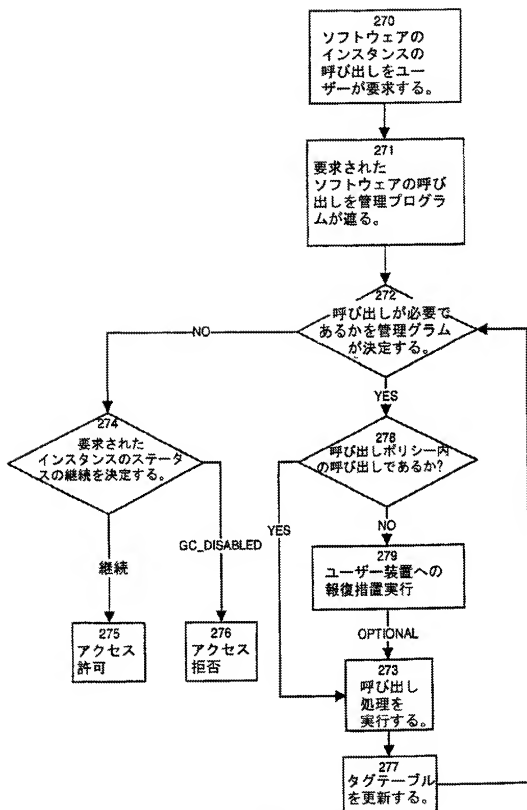 270
ソフトウェアの
インスタンスの
呼び出しをユー
ザーが要求する。
271
要求された
ソフトウェアの呼び
出しを管理プログラ
ムが遮る。
272
呼び出しが必要で
あるかを管理グラム
が決定する。
NO
YES
274
要求された
インスタンスのステータ
スの継続を決定する。
278
呼び出しポリシー内
の呼び出しであるか?
YES
GC_DISABLED
継続
NO
279
ユーザー装置への
報復措置実行
OPTIONAL
275
アクセス
許可
276
アクセス
拒否
273
呼び出し
処理を
実行する。
277
タグテーブル
を更新する。